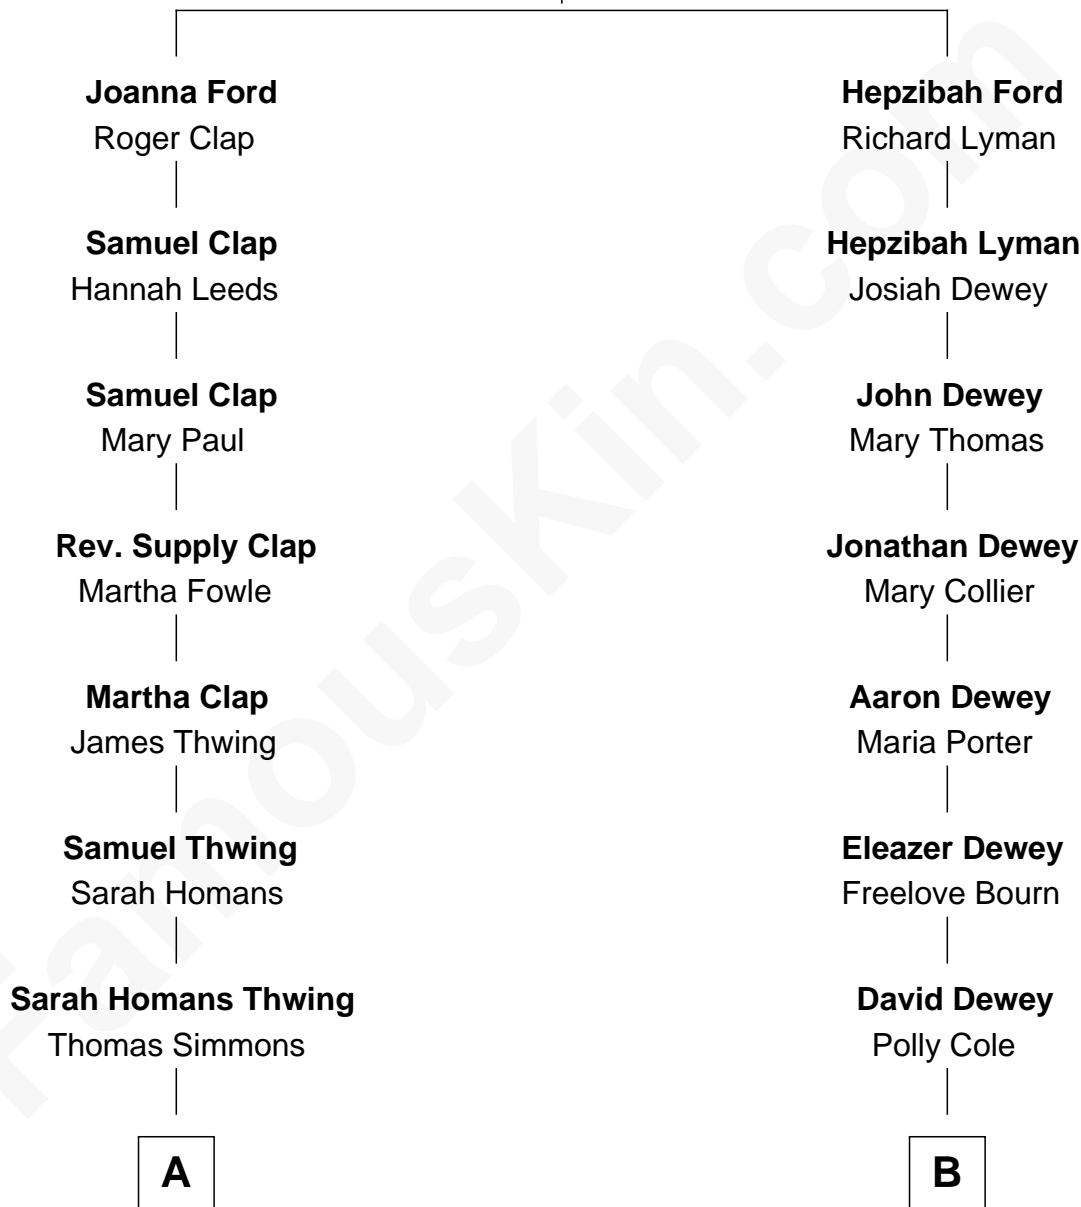 Joanna Ford
Roger Clap
Samuel Clap
Hannah Leeds
Samuel Clap
Mary Paul
Rev. Supply Clap
Martha Fowle
Martha Clap
James Thwing
Samuel Thwing
Sarah Homans
Sarah Homans Thwing
Thomas Simmons
A
Hepzibah Ford
Richard Lyman
Hepzibah Lyman
Josiah Dewey
John Dewey
Mary Thomas
Jonathan Dewey
Mary Collier
Aaron Dewey
Maria Porter
Eleazer Dewey
Freelove Bourn
David Dewey
Polly Cole
B
FamousKin.com